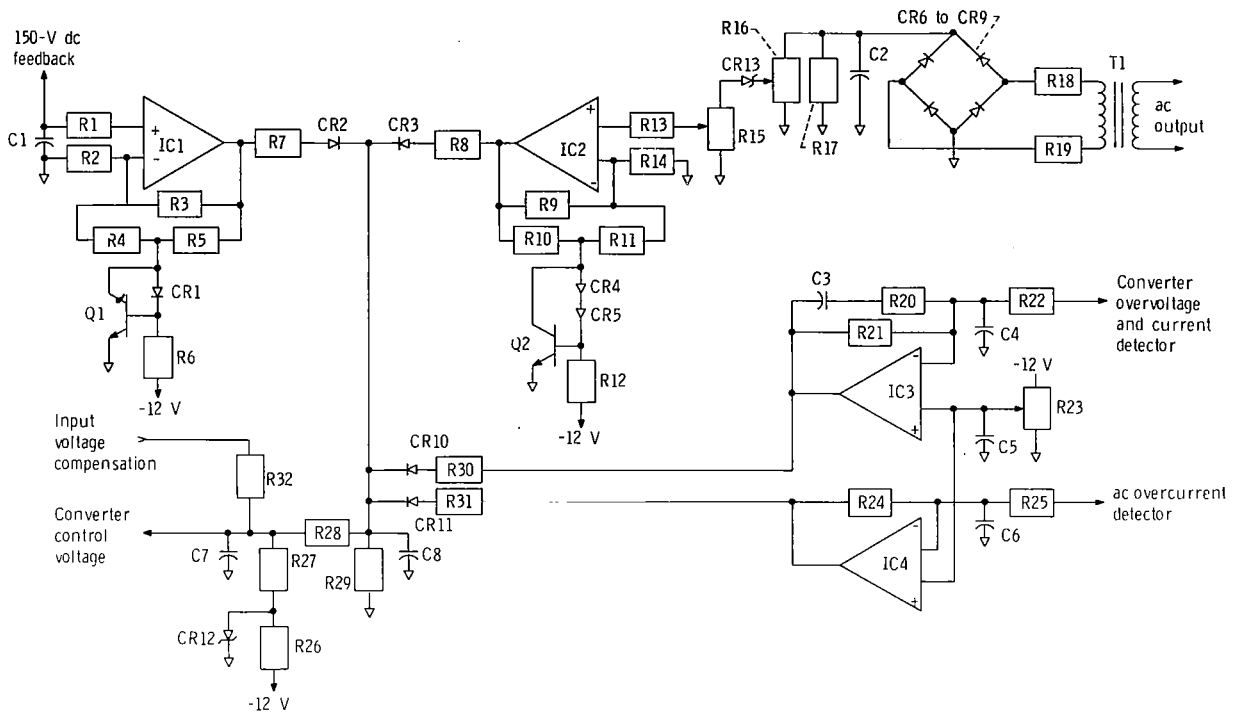 150-V dc
feedback
C1
R1
R2
+
-
IC1
R3
R4
R5
CR1
Q1
R6
-12 V
R7
CR2
CR3
R8
IC2
+
-
R9
R10
R11
CR4
CR5
Q2
R12
-12 V
R13
R14
R15
CR13
R16
R17
C2
CR6 to CR9
R18
R19
T1
ac
output
C3
R20
R21
IC3
-
+
C4
R22
Converter
overvoltage
and current
detector
-12 V
R23
C5
R24
IC4
-
+
C6
R25
ac overcurrent
detector
Input
voltage
compensation
R32
CR10
R30
CR11
R31
Converter
control
voltage
C7
R28
R27
R29
C8
CR12
R26
-12 V